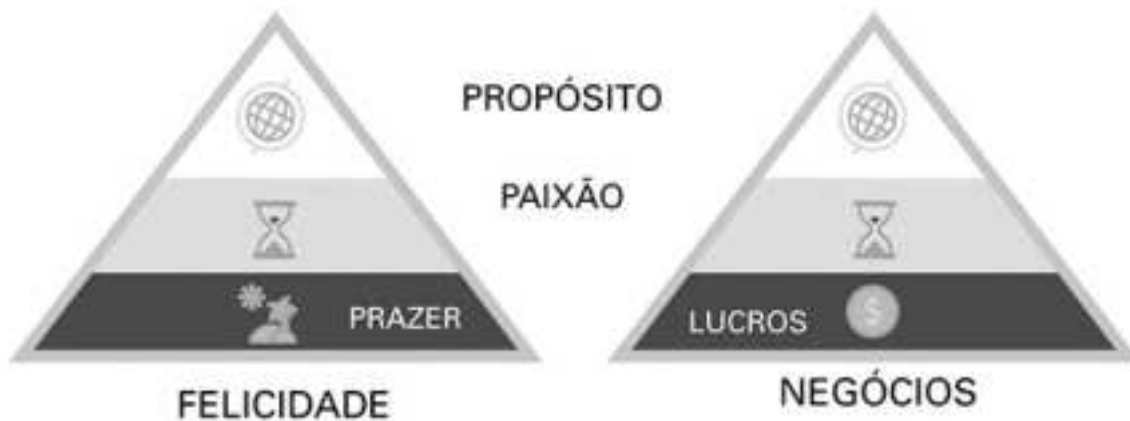 PROPÓSITO
PAIXÃO
PRAZER
LUCROS $
FELICIDADE
NEGÓCIOS